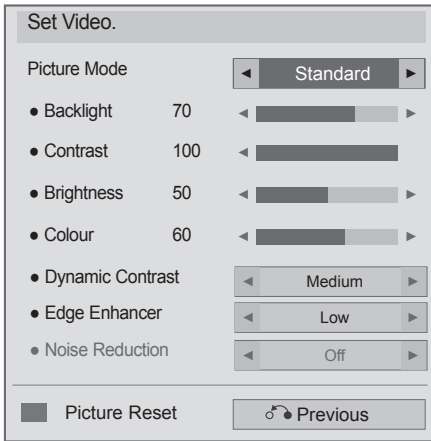 Set Video.
Picture Mode ◄ Standard ►
● Backlight 70 ◄ ►
● Contrast 100 ◄
● Brightness 50 ◄ ►
● Colour 60 ◄ ►
● Dynamic Contrast ◄ Medium ►
● Edge Enhancer ◄ Low ►
● Noise Reduction ◄ Off ►
Picture Reset Previous